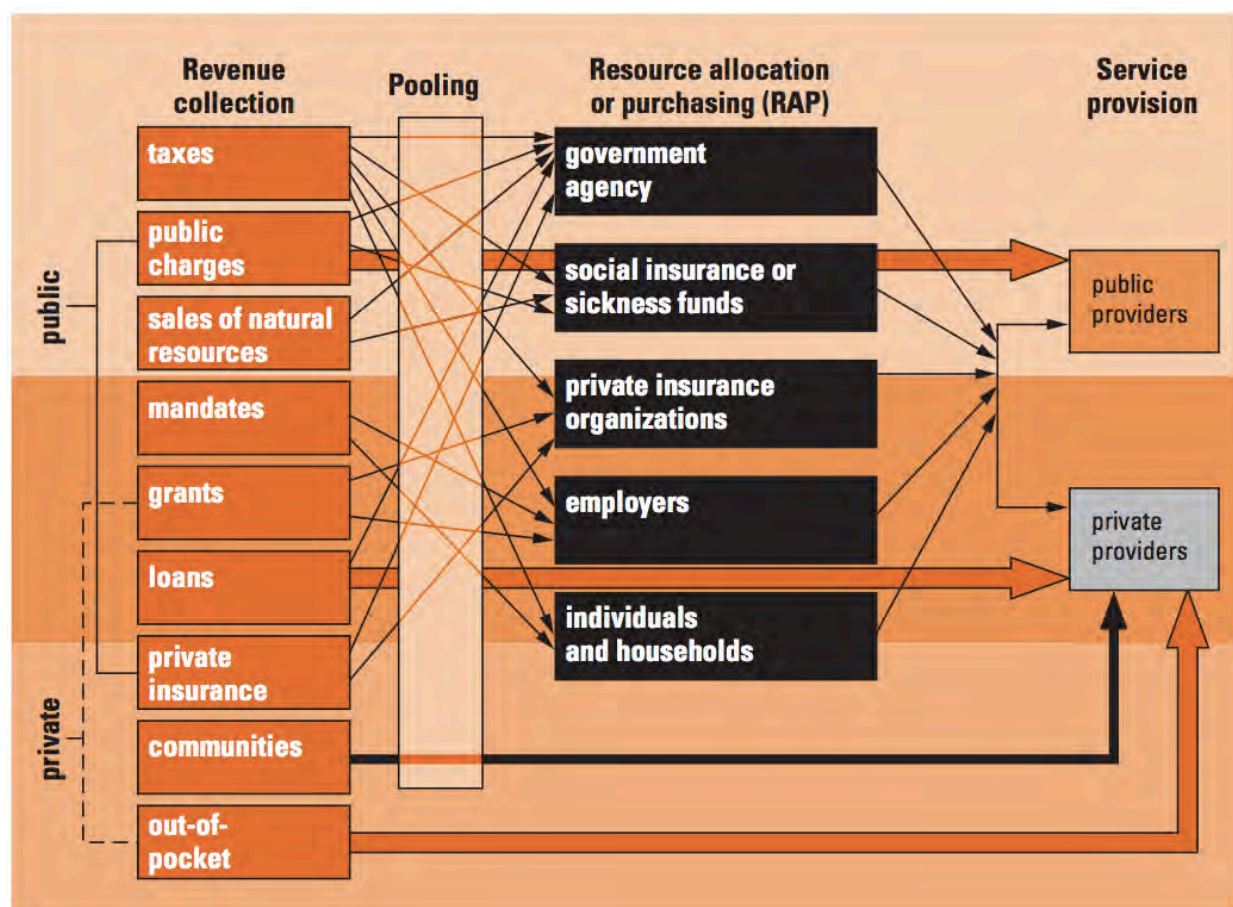 Revenue
collection
Pooling
Resource allocation
or purchasing (RAP)
Service
provision
public
private
taxes
public
charges
sales of natural
resources
mandates
grants
loans
private
insurance
communities
out-of-
pocket
government
agency
social insurance or
sickness funds
private insurance
organizations
employers
individuals
and households
public
providers
private
providers